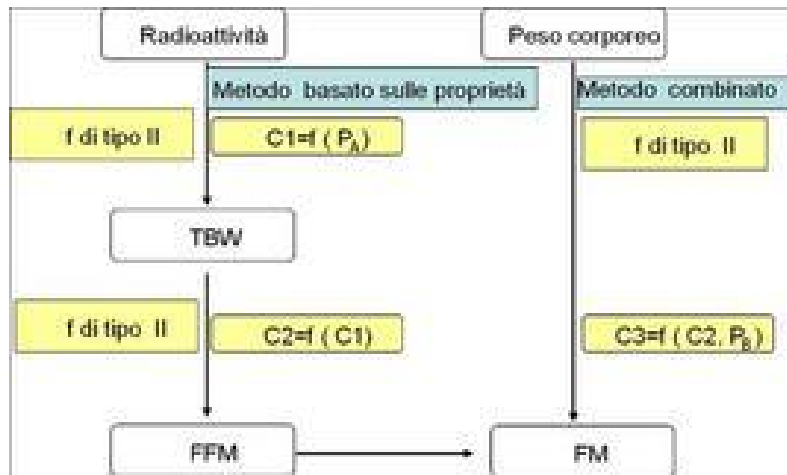 Radioattività
Peso corporeo
Metodo basato sulle proprietà
Metodo combinato
f di tipo II
C1=f ( PA)
f di tipo II
TBW
f di tipo II
C2=f ( C1)
C3=f ( C2, PB)
FFM
FM